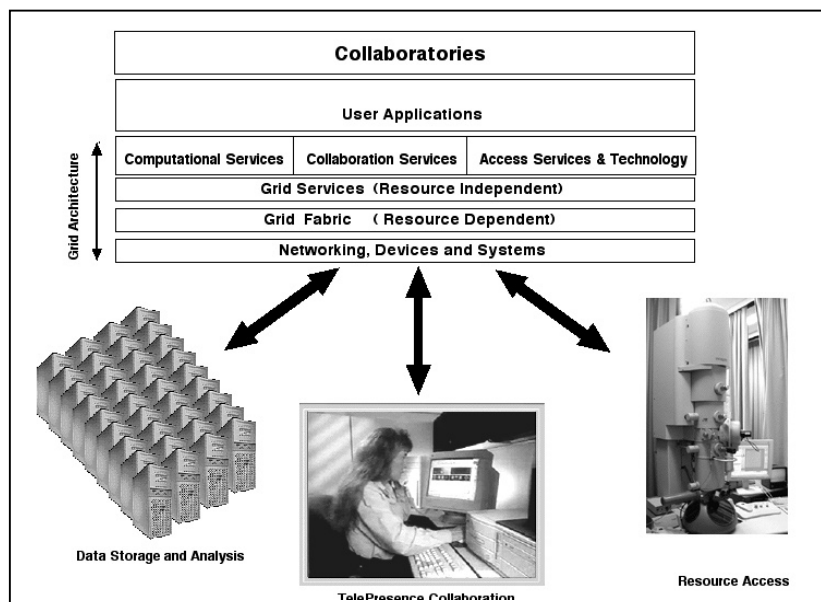 Collaboratories
User Applications
Computational Services
Collaboration Services
Access Services & Technology
Grid Services (Resource Independent)
Grid Fabric ( Resource Dependent)
Networking, Devices and Systems
Grid Architecture
Data Storage and Analysis
TelePresence Collaboration
Resource Access